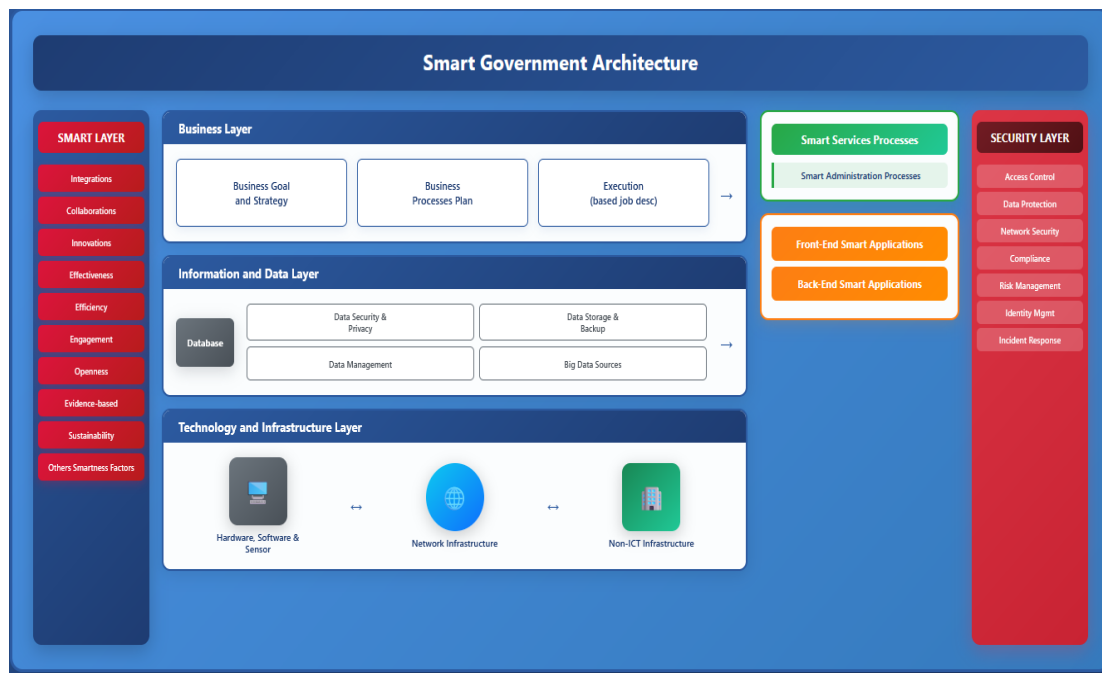 Smart Government Architecture
SMART LAYER
Integrations
Collaborations
Innovations
Effectiveness
Efficiency
Engagement
Openness
Evidence-based
Sustainability
Others Smartness Factors
Business Layer
Business Goal
and Strategy
Business
Processes Plan
Execution
(based job desc)
→
Information and Data Layer
Database
Data Security &
Privacy
Data Storage &
Backup
Data Management
Big Data Sources
→
Technology and Infrastructure Layer
Hardware, Software &
Sensor
↔
Network Infrastructure
↔
Non-ICT Infrastructure
Smart Services Processes
Smart Administration Processes
Front-End Smart Applications
Back-End Smart Applications
SECURITY LAYER
Access Control
Data Protection
Network Security
Compliance
Risk Management
Identity Mgmt
Incident Response